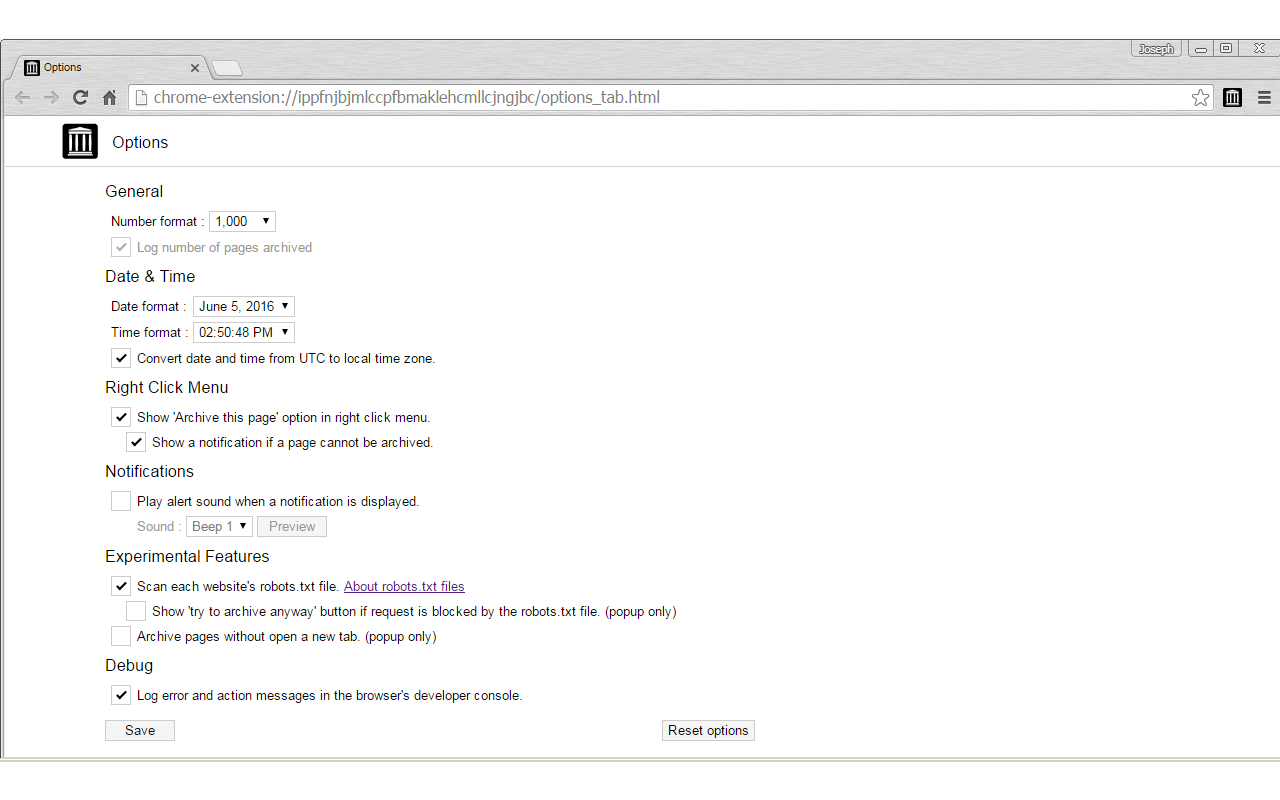 Joseph
Options
chrome-extension://ippfnjbjmlccpfbmaklehcmllcjngjbc/options_tab.html
Options
General
Number format : 1,000
Log number of pages archived
Date & Time
Date format : June 5, 2016
Time format : 02:50:48 PM
Convert date and time from UTC to local time zone.
Right Click Menu
Show 'Archive this page' option in right click menu.
Show a notification if a page cannot be archived.
Notifications
Play alert sound when a notification is displayed.
Sound : Beep 1 Preview
Experimental Features
Scan each website's robots.txt file. About robots.txt files
Show 'try to archive anyway' button if request is blocked by the robots.txt file. (popup only)
Archive pages without open a new tab. (popup only)
Debug
Log error and action messages in the browser's developer console.
Save Reset options